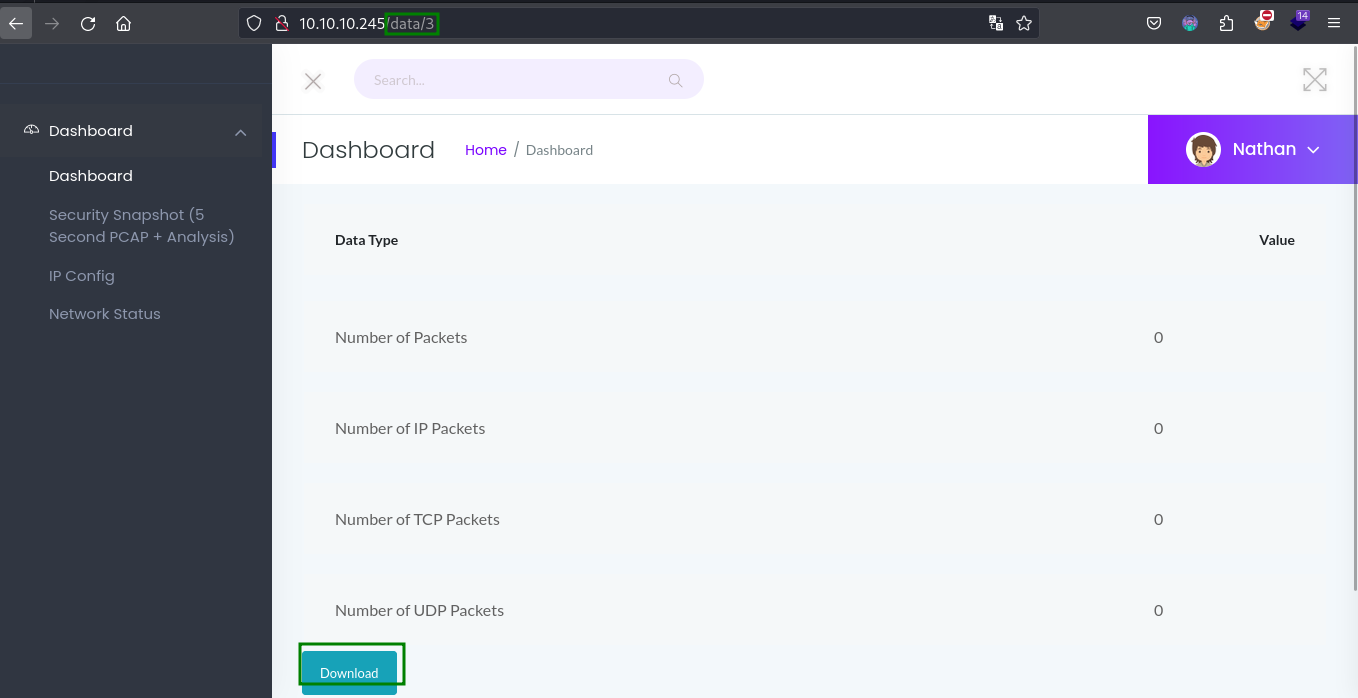 10.10.10.245/data/3
14
Search...
Dashboard
Dashboard
Security Snapshot (5
Second PCAP + Analysis)
IP Config
Network Status
Dashboard
Home / Dashboard
Nathan
Data Type Value
Number of Packets 0
Number of IP Packets 0
Number of TCP Packets 0
Number of UDP Packets 0
Download